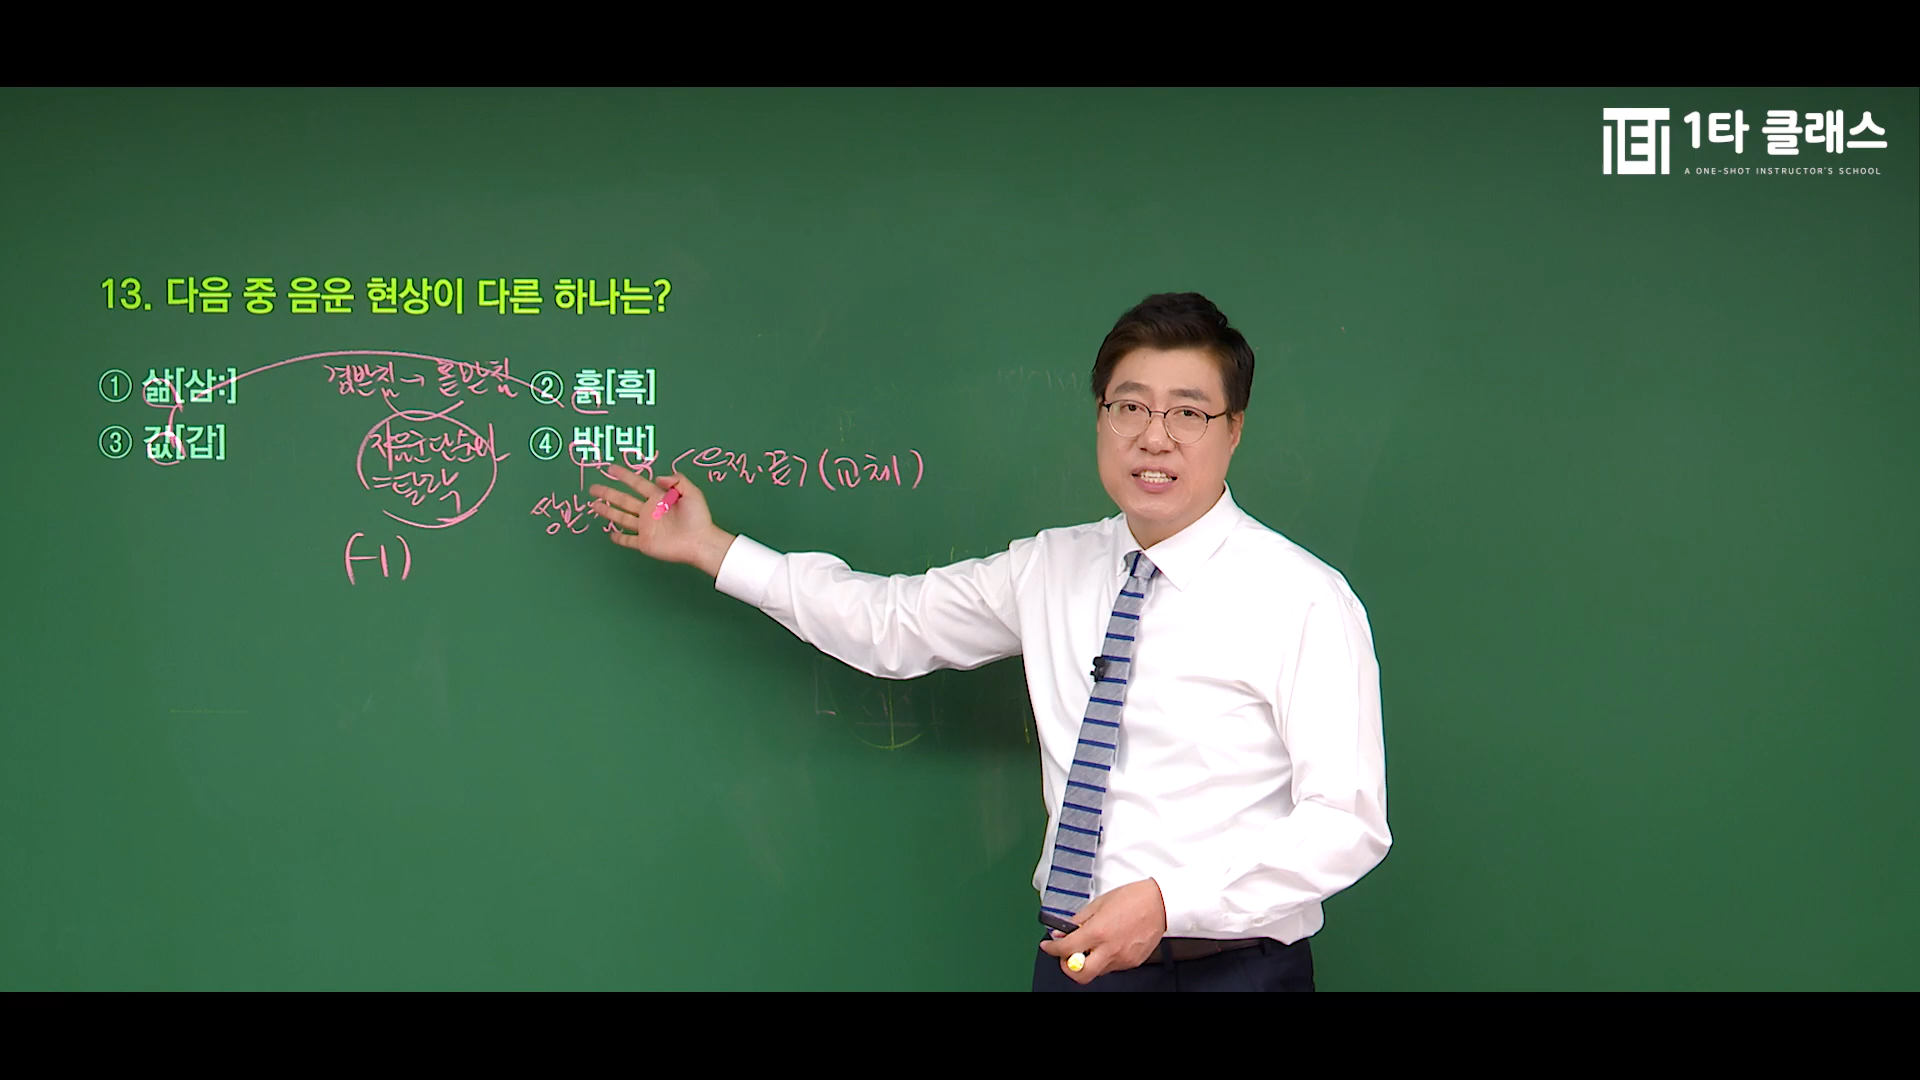 1타 클래스
A ONE-SHOT INSTRUCTOR'S SCHOOL
13. 다음 중 음운 현상이 다른 하나는?
① 삶[삼:]
겹받침→홑받침
② 흙[흑]
③ 값[갑]
자음군단순화
=탈락
(-1)
④ 밖[박]
<음절.끝>(교체)
쌍받침